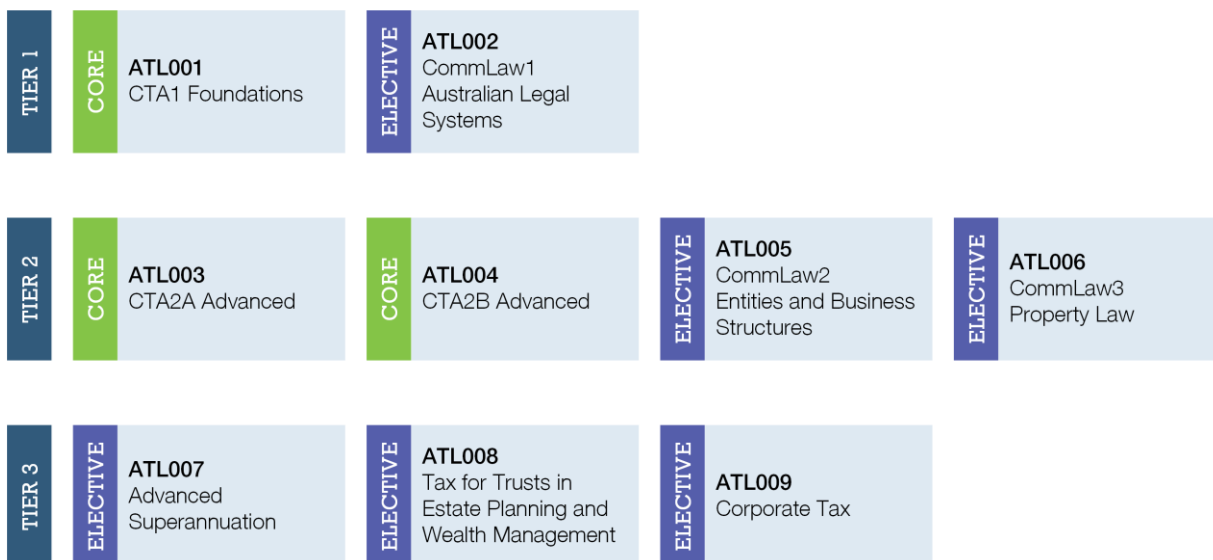 TIER 1
CORE
ATL001
CTA1 Foundations
ELECTIVE
ATL002
CommLaw1
Australian Legal
Systems
TIER 2
CORE
ATL003
CTA2A Advanced
CORE
ATL004
CTA2B Advanced
ELECTIVE
ATL005
CommLaw2
Entities and Business
Structures
ELECTIVE
ATL006
CommLaw3
Property Law
TIER 3
ELECTIVE
ATL007
Advanced
Superannuation
ELECTIVE
ATL008
Tax for Trusts in
Estate Planning and
Wealth Management
ELECTIVE
ATL009
Corporate Tax